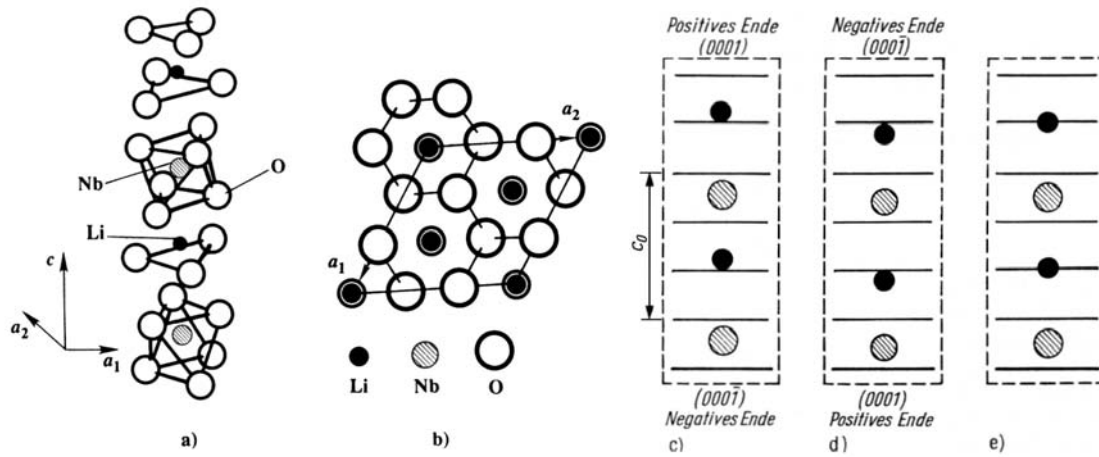 Nb
O
Li
c
a₂
a₁
a)
a₂
a₁
Li
Nb
O
b)
Positives Ende
(0001)
c₀
(0001̄)
Negatives Ende
c)
Negatives Ende
(0001̄)
(0001)
Positives Ende
d)
e)